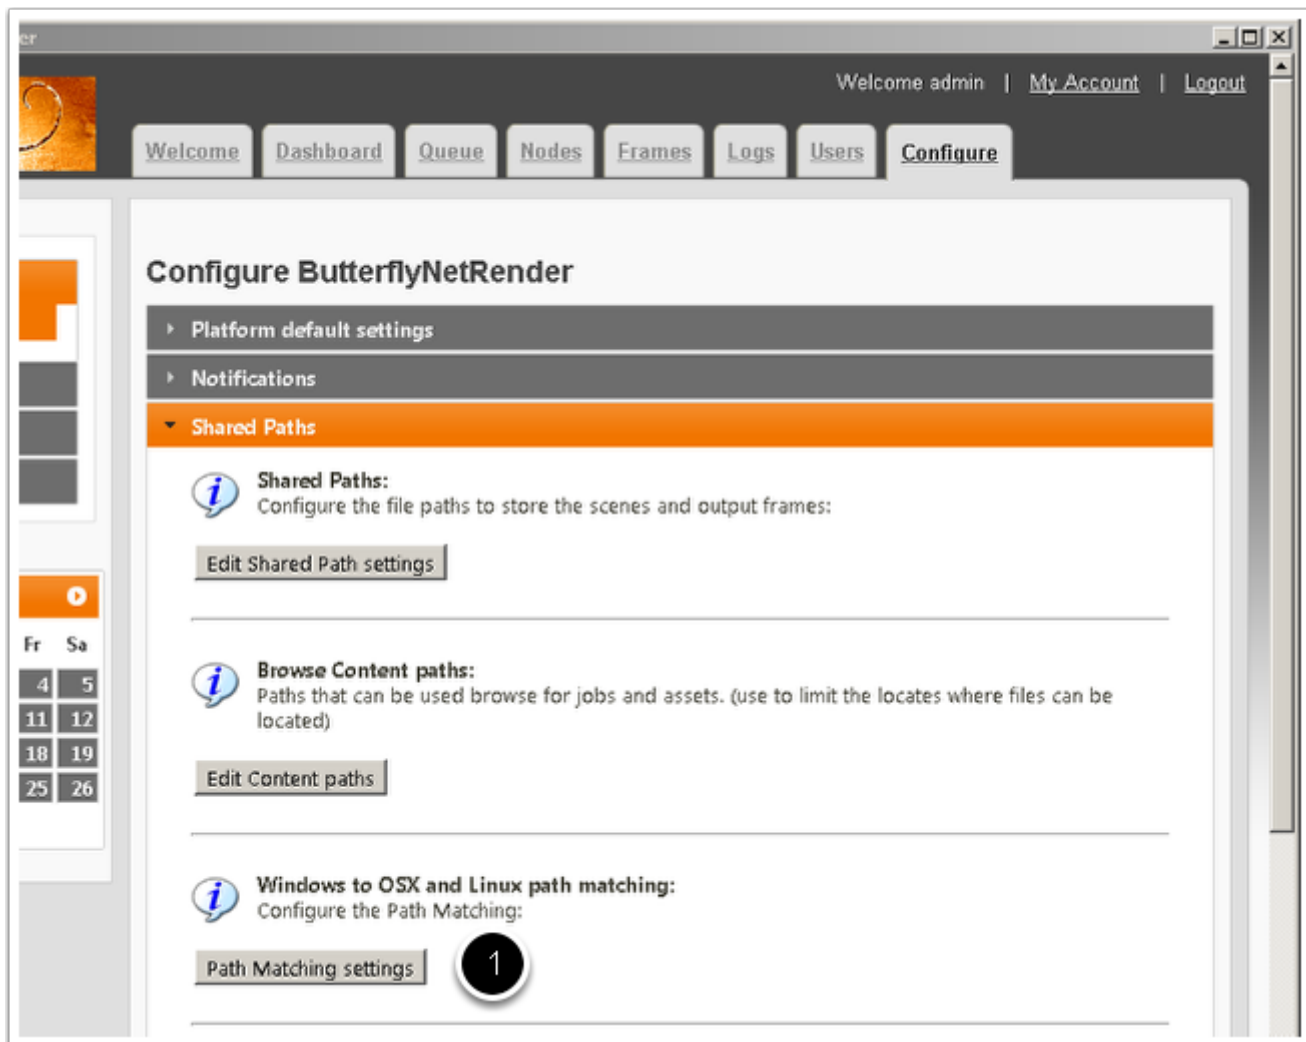 er
Welcome admin | My Account | Logout
Welcome Dashboard Queue Nodes Frames Logs Users Configure
Configure ButterflyNetRender
Platform default settings
Notifications
Shared Paths
Shared Paths:
Configure the file paths to store the scenes and output frames:
Edit Shared Path settings
Fr Sa
4 5
11 12
18 19
25 26
Browse Content paths:
Paths that can be used browse for jobs and assets. (use to limit the locates where files can be
located)
Edit Content paths
Windows to OSX and Linux path matching:
Configure the Path Matching:
Path Matching settings
1